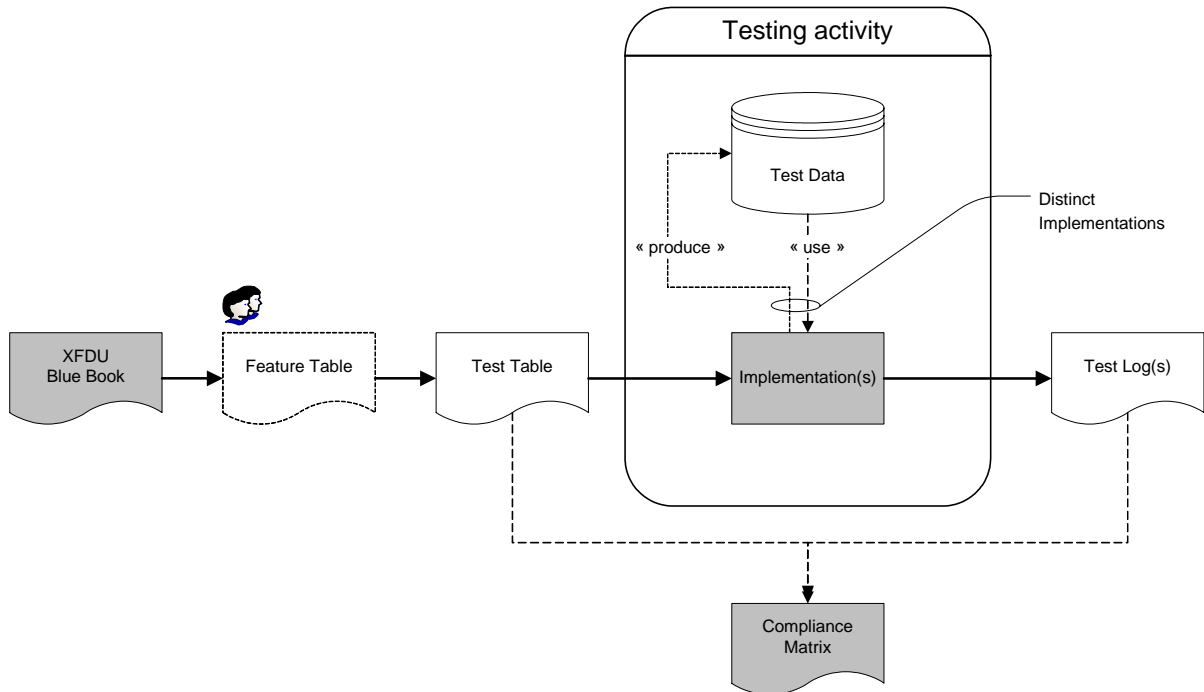 Testing activity
Test Data
Distinct
Implementations
« produce »
« use »
XFDU
Blue Book
Feature Table
Test Table
Implementation(s)
Test Log(s)
Compliance
Matrix